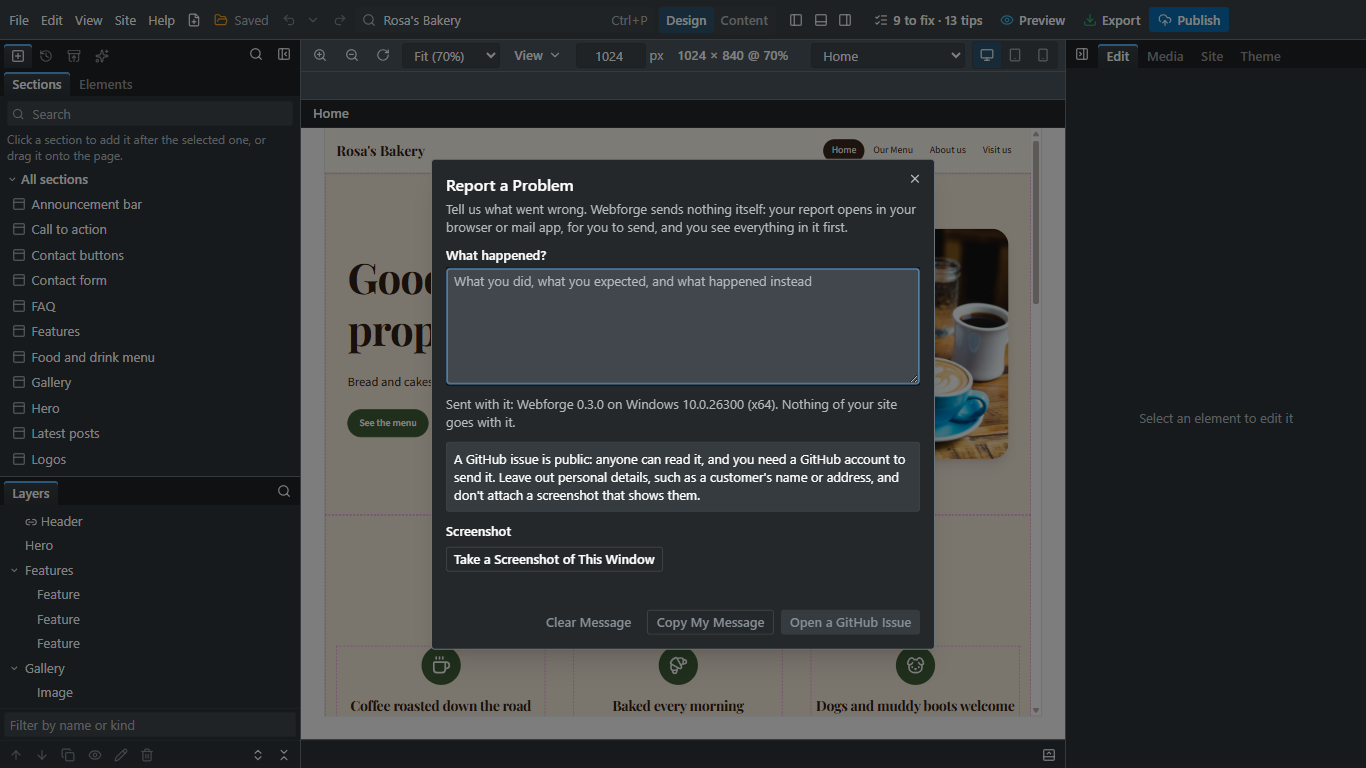 File Edit View Site Help Saved Rosa's Bakery Ctrl+P Design Content 9 to fix · 13 tips Preview Export Publish
Fit (70%) View 1024 px 1024 × 840 @ 70% Home
Edit Media Site Theme
Sections Elements
Search
Click a section to add it after the selected one, or
drag it onto the page.
All sections
Announcement bar
Call to action
Contact buttons
Contact form
FAQ
Features
Food and drink menu
Gallery
Hero
Latest posts
Logos
Layers
Header
Hero
Features
Feature
Feature
Feature
Gallery
Image
Filter by name or kind
Home
Rosa's Bakery Home Our Menu About us Visit us
Good
prop
Bread and cakes
See the menu
Report a Problem
Tell us what went wrong. Webforge sends nothing itself: your report opens in your
browser or mail app, for you to send, and you see everything in it first.
What happened?
What you did, what you expected, and what happened instead
Sent with it: Webforge 0.3.0 on Windows 10.0.26300 (x64). Nothing of your site
goes with it.
A GitHub issue is public: anyone can read it, and you need a GitHub account to
send it. Leave out personal details, such as a customer's name or address, and
don't attach a screenshot that shows them.
Screenshot
Take a Screenshot of This Window
Clear Message Copy My Message Open a GitHub Issue
Coffee roasted down the road Baked every morning Dogs and muddy boots welcome
Select an element to edit it